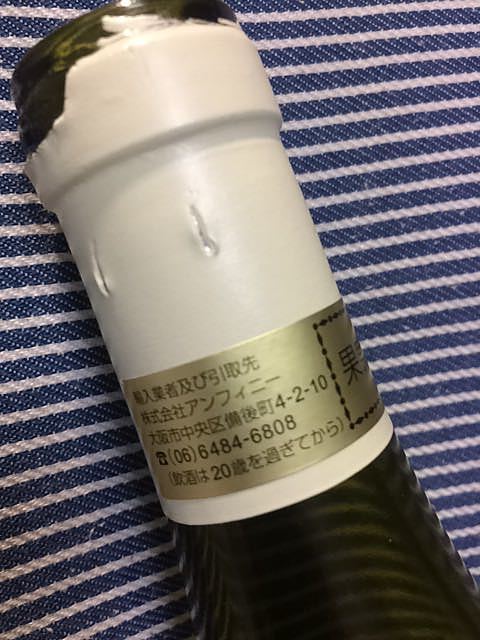 輸入業者及び引取先
株式会社アンフィニー
大阪市中央区備後町4-2-10
☎(06)6484-6808
(飲酒は20歳を過ぎてから)
果